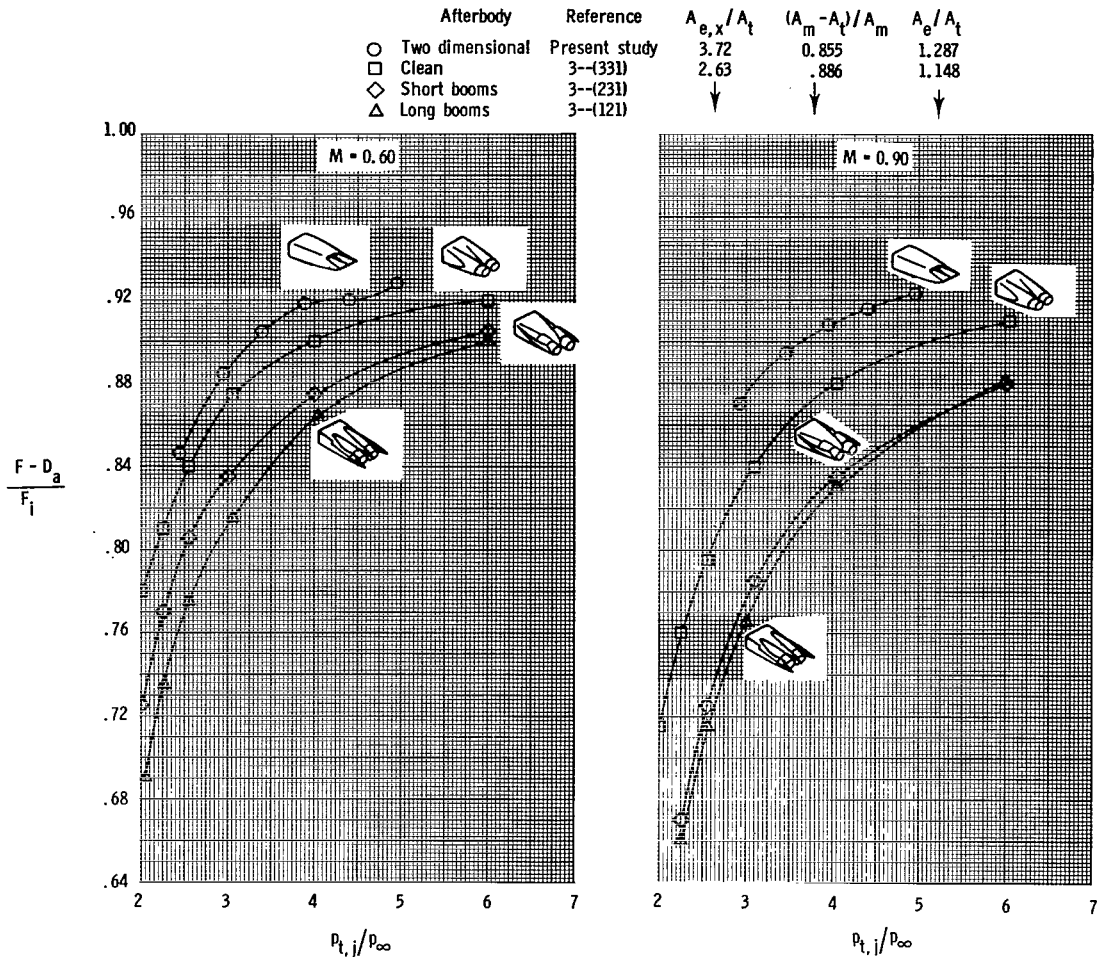 Afterbody Reference A_{e,x}/A_t (A_m - A_t)/A_m A_e/A_t
Two dimensional Present study 3.72 0.855 1.287
Clean 3--(331) 2.63 .886 1.148
Short booms 3--(231)
Long booms 3--(121)
1.00
.96
.92
.88
.84
.80
.76
.72
.68
.64
F - D_a
F_i
M = 0.60
2 3 4 5 6 7
p_{t,j}/p_∞
M = 0.90
2 3 4 5 6 7
p_{t,j}/p_∞